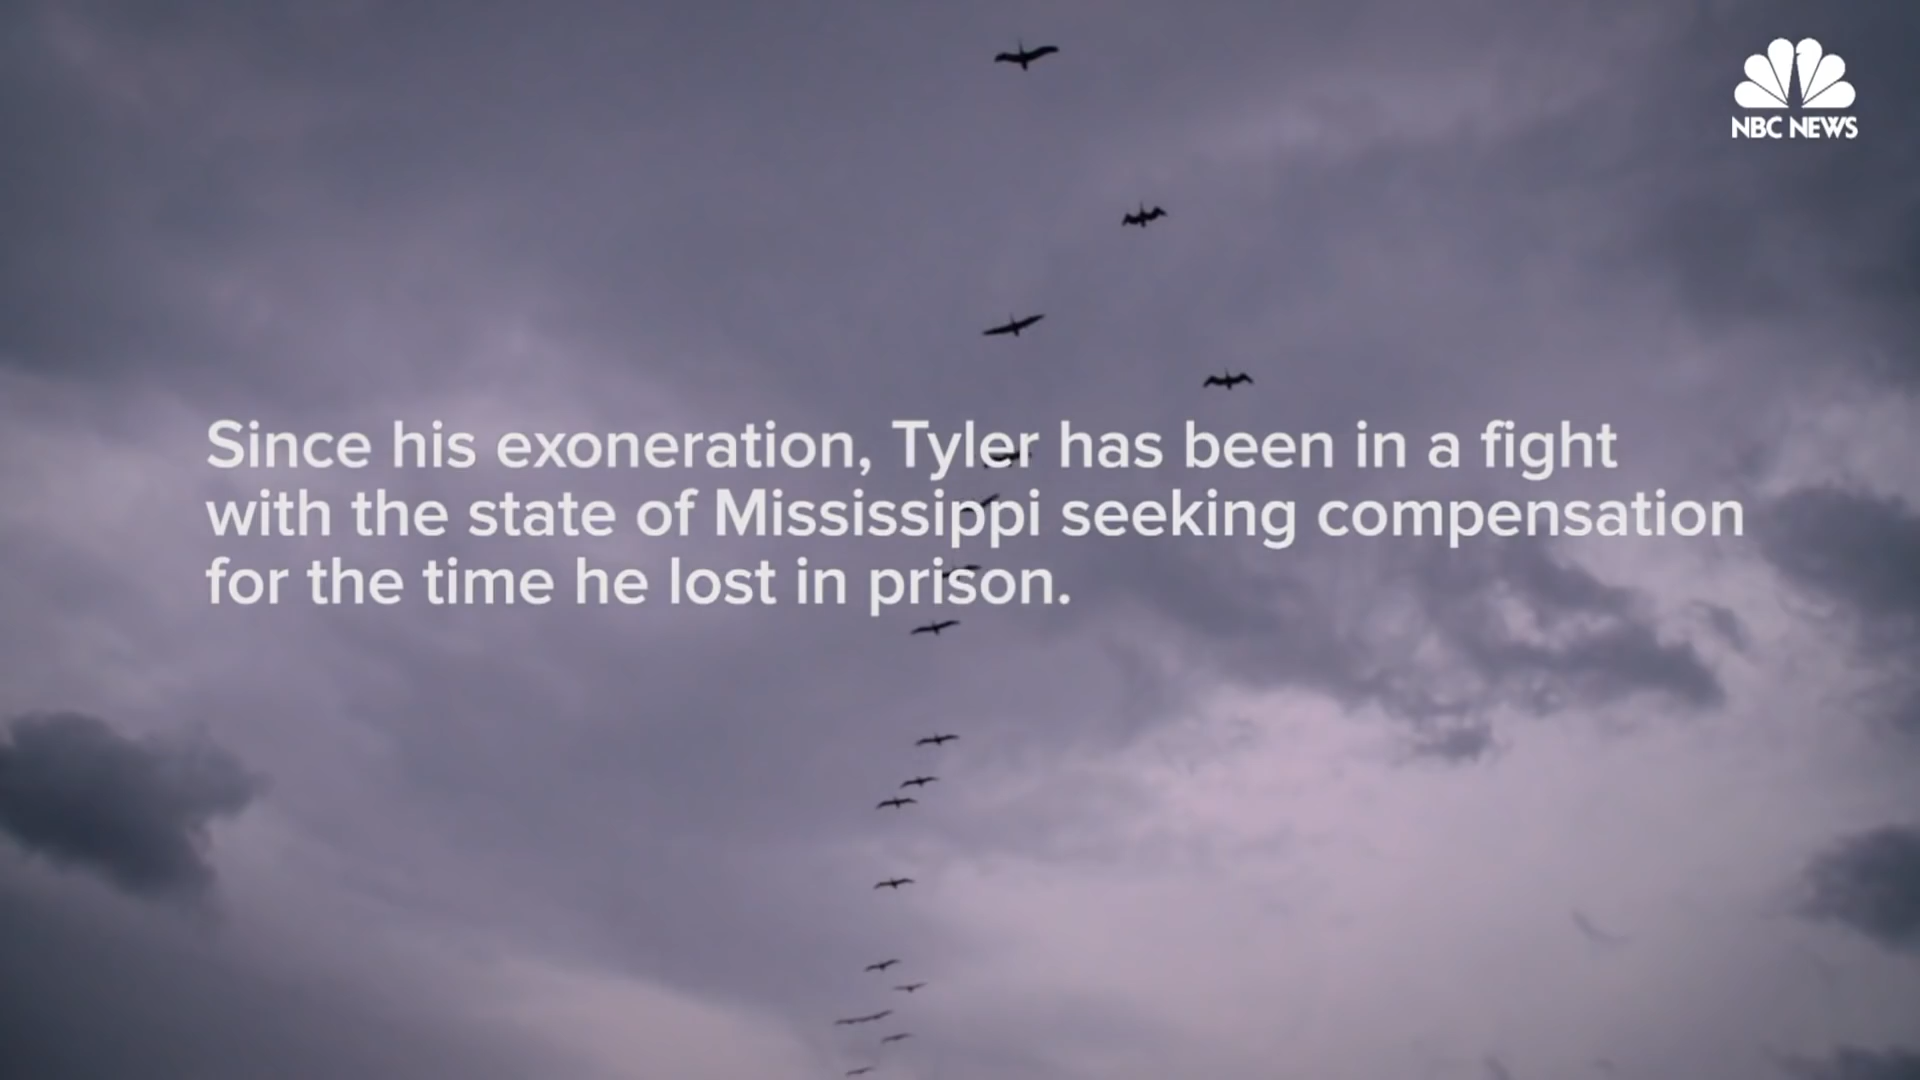 NBC NEWS
Since his exoneration, Tyler has been in a fight
with the state of Mississippi seeking compensation
for the time he lost in prison.